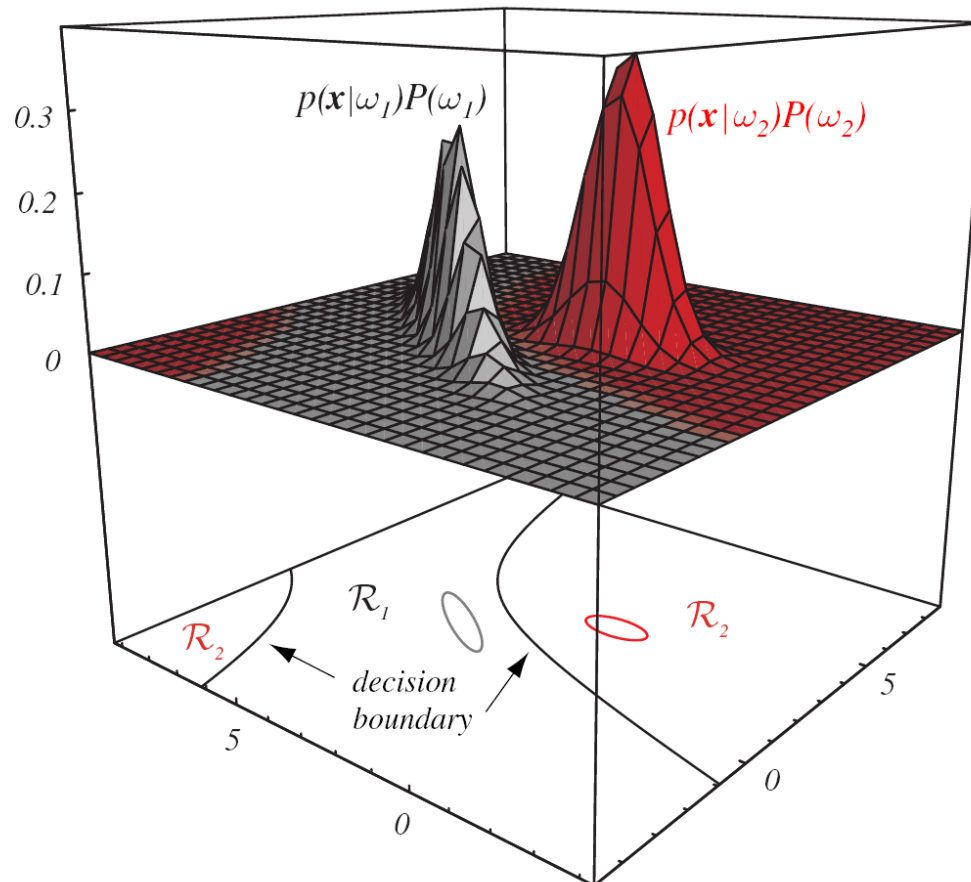 p(x|ω₁)P(ω₁)
p(x|ω₂)P(ω₂)
0.3
0.2
0.1
0
R₂
R₁
R₂
decision
boundary
5
0
0
5